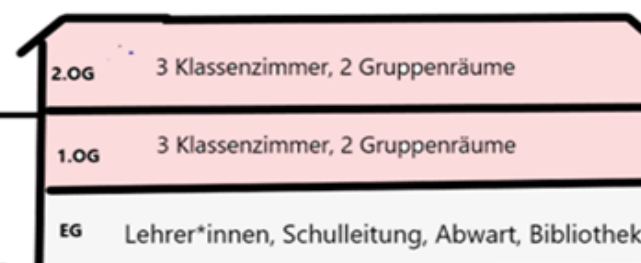 2.OG 3 Klassenzimmer, 2 Gruppenräume
1.OG 3 Klassenzimmer, 2 Gruppenräume
EG Lehrer*innen, Schulleitung, Abwart, Bibliothek